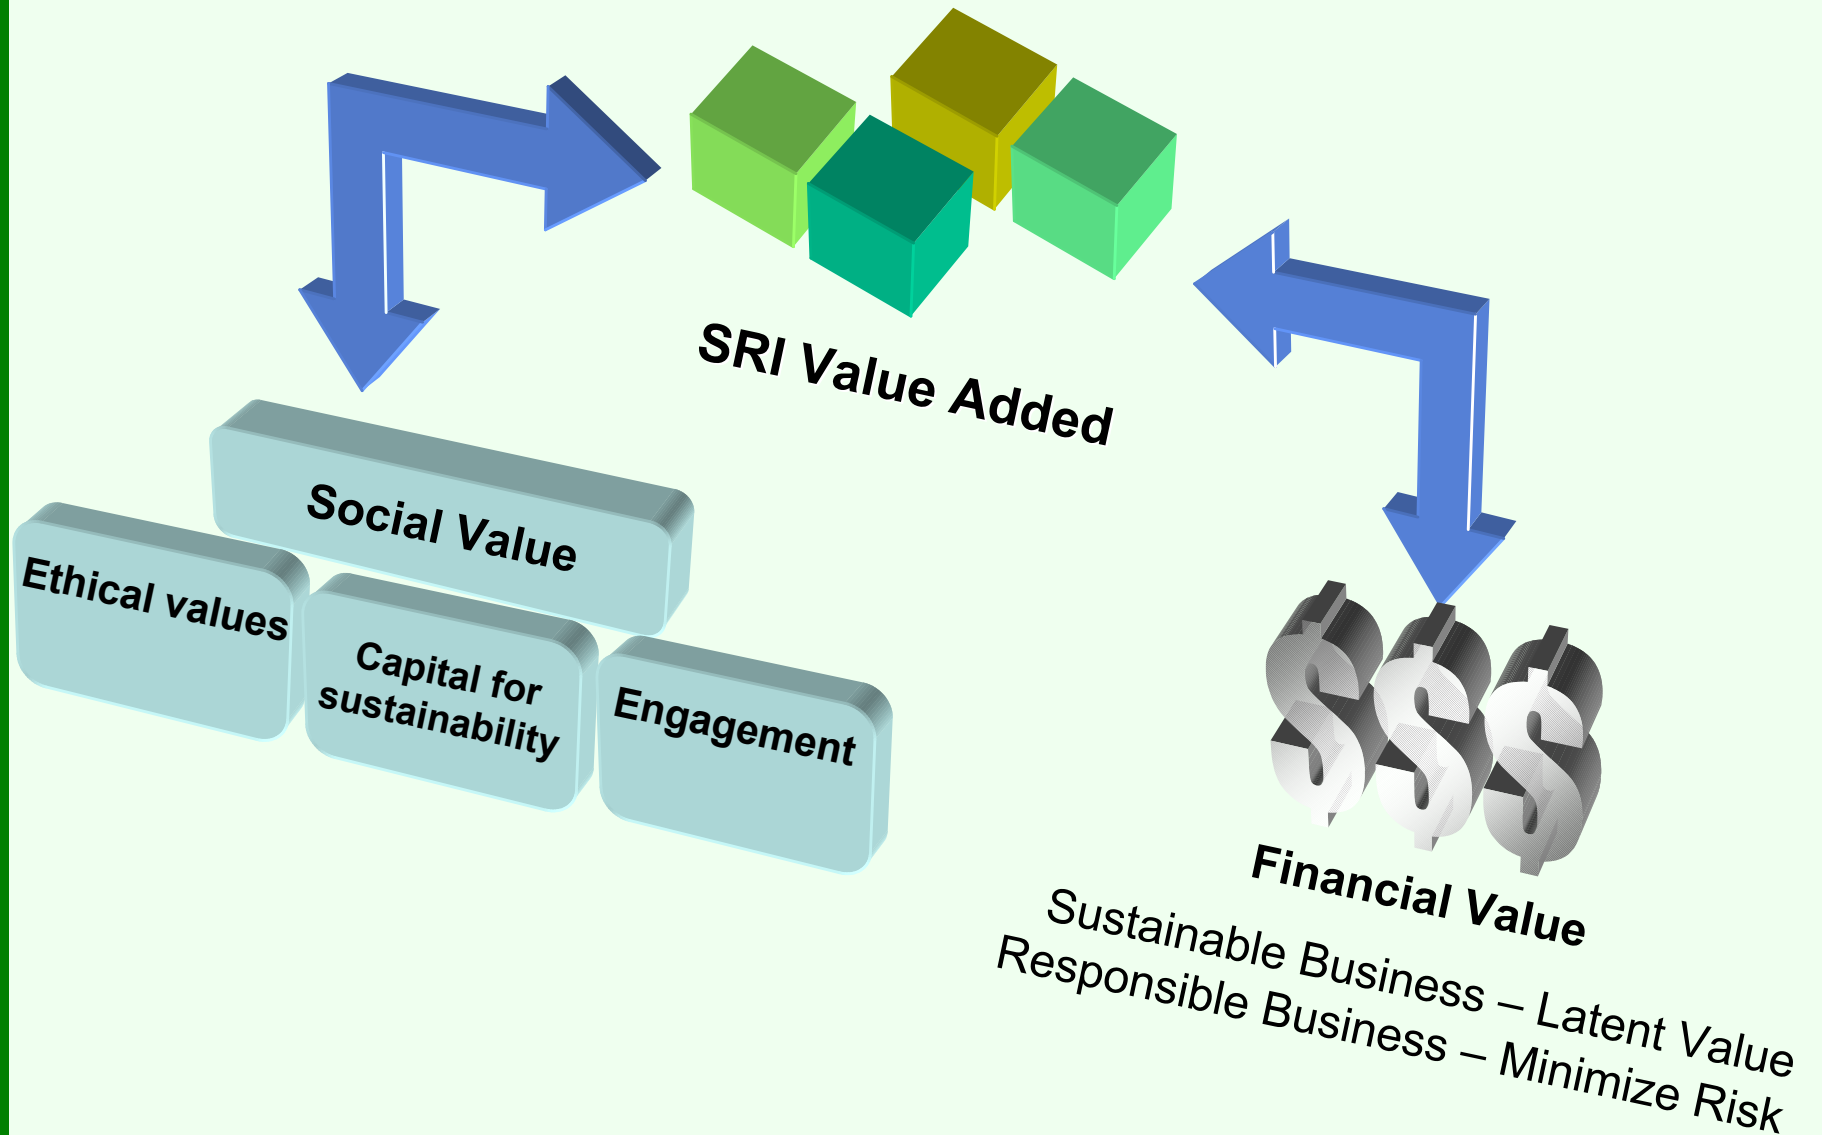 SRI Value Added
Social Value
Ethical values
Capital for
sustainability
Engagement
$$$
Financial Value
Sustainable Business – Latent Value
Responsible Business – Minimize Risk